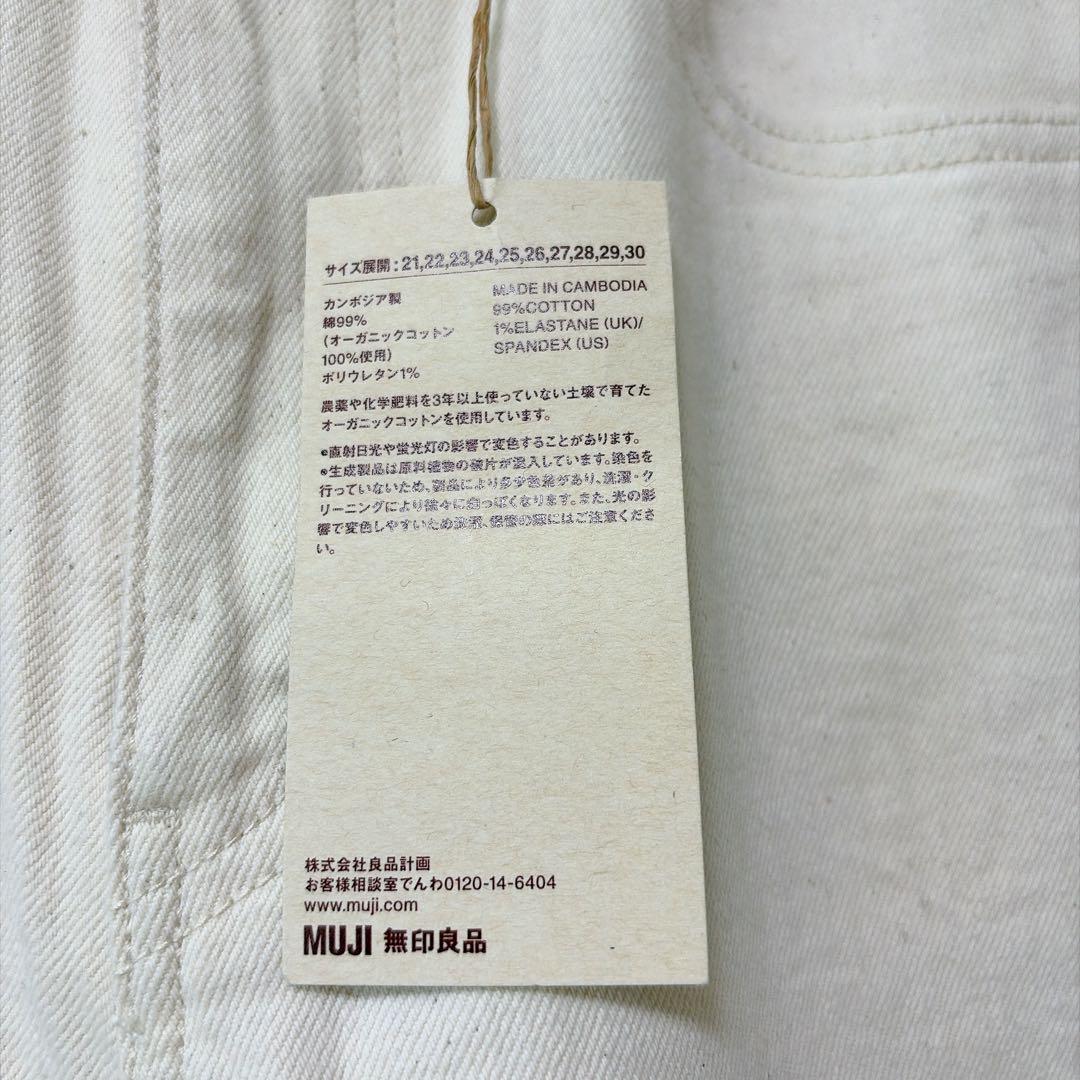 サイズ展開:21,22,23,24,25,26,27,28,29,30
カンボジア製
綿99%
(オーガニックコットン
100%使用)
ポリウレタン1%
MADE IN CAMBODIA
99%COTTON
1%ELASTANE (UK)/
SPANDEX (US)
農薬や化学肥料を3年以上使っていない土壌で育てた
オーガニックコットンを使用しています。
●直射日光や蛍光灯の影響で変色することがあります。
●生成製品は原料植物の破片が混入しています。染色を
行っていないため、製品により多少色差があり、洗濯・ク
リーニングにより徐々に白っぽくなります。また、光の影
響で変色しやすいため洗濯、保管の際にはご注意くださ
い。
株式会社良品計画
お客様相談室でんわ0120-14-6404
www.muji.com
MUJI 無印良品